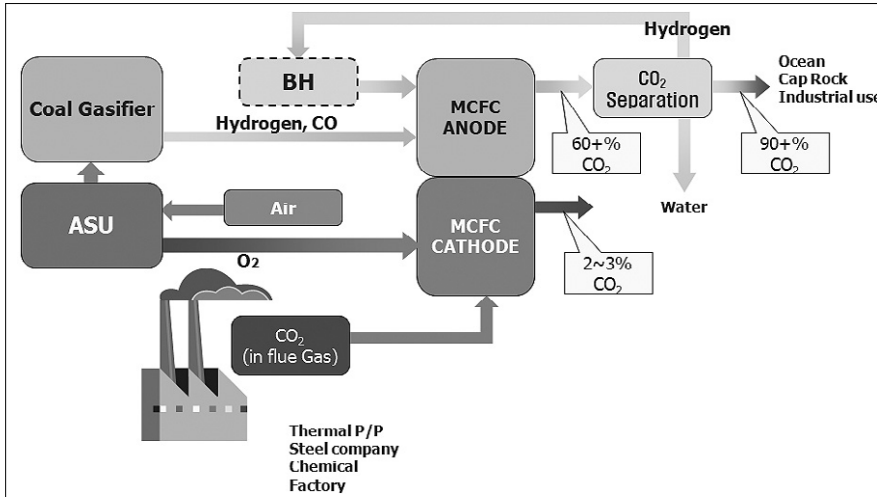 Hydrogen
Ocean
Cap Rock
Industrial use
BH
CO₂
Separation
Coal Gasifier
MCFC
ANODE
Hydrogen, CO
60+%
CO₂
90+%
CO₂
Air
Water
ASU
MCFC
CATHODE
O₂
2~3%
CO₂
CO₂
(in flue Gas)
Thermal P/P
Steel company
Chemical
Factory